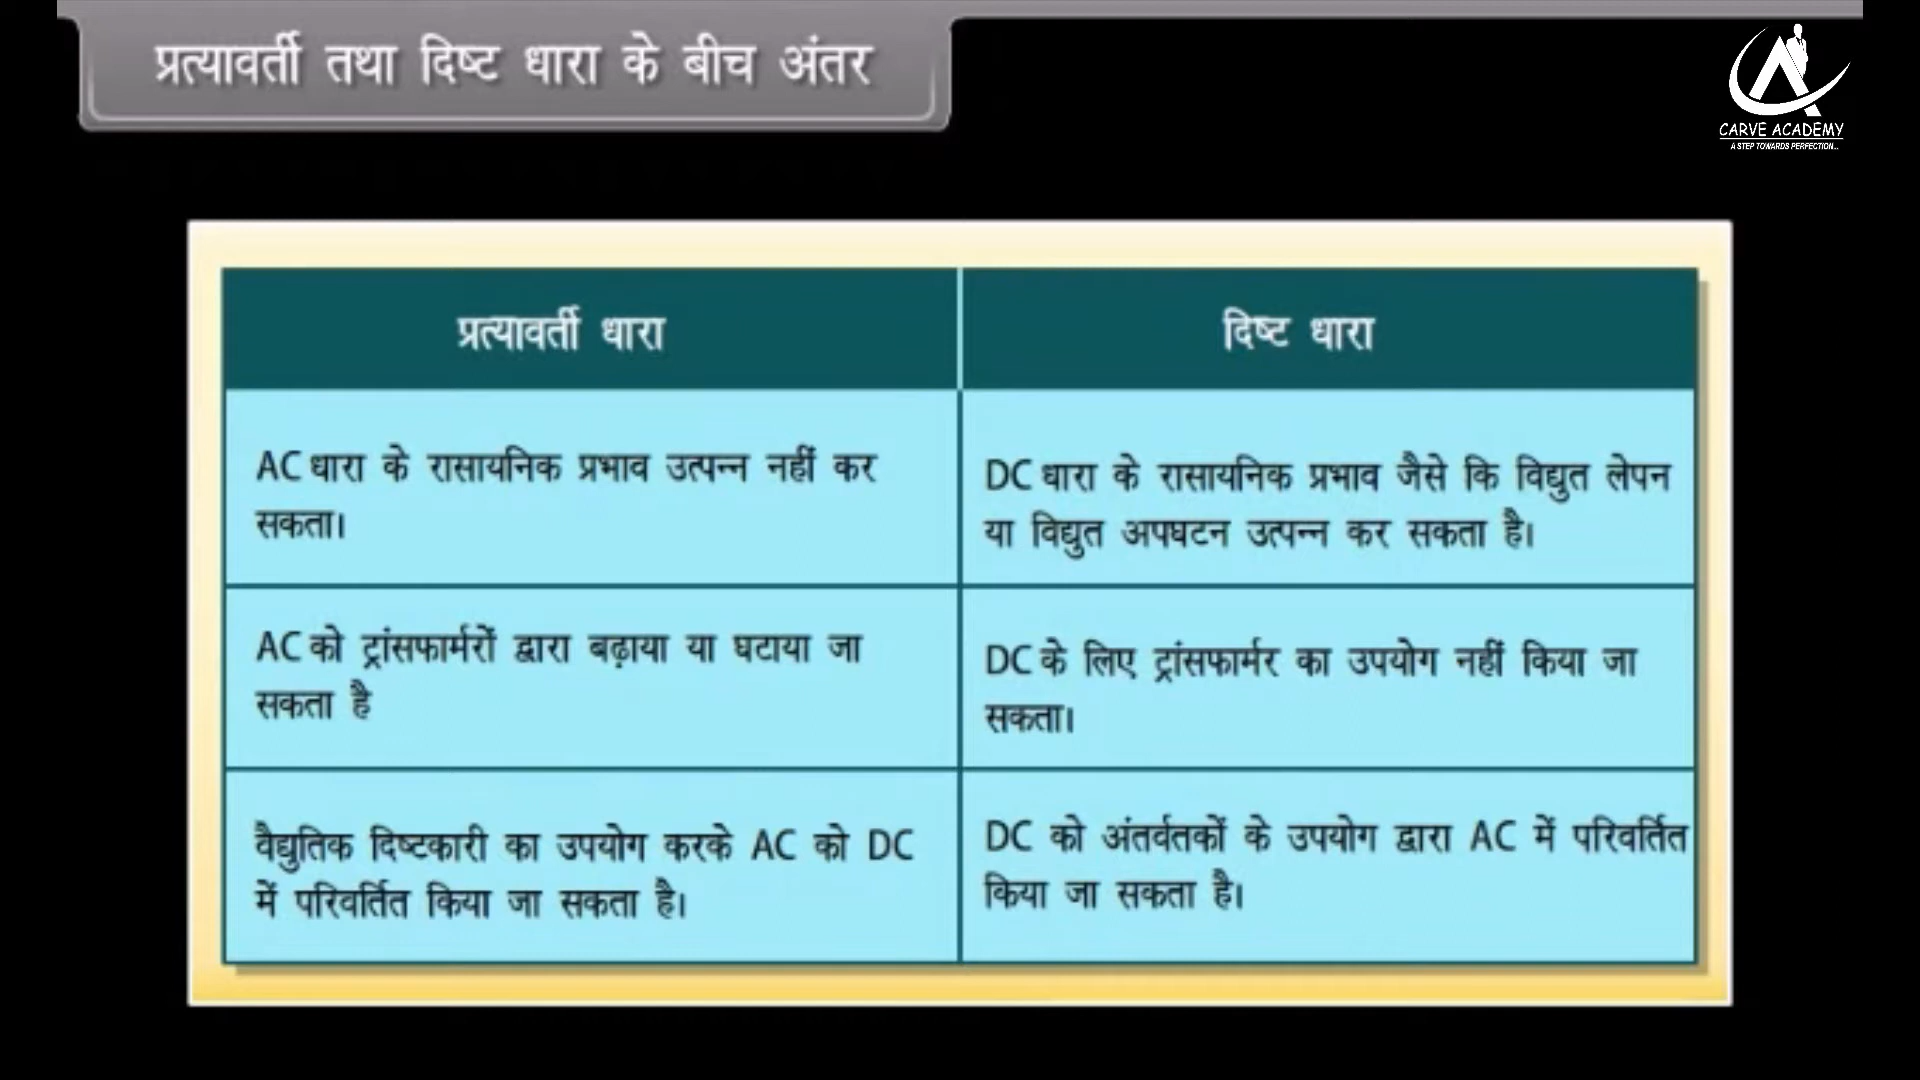 प्रत्यावर्ती तथा दिष्ट धारा के बीच अंतर
CARVE ACADEMY
A STEP TOWARDS PERFECTION...
प्रत्यावर्ती धारा
दिष्ट धारा
AC धारा के रासायनिक प्रभाव उत्पन्न नहीं कर
सकता।
DC धारा के रासायनिक प्रभाव जैसे कि विद्युत लेपन
या विद्युत अपघटन उत्पन्न कर सकता है।
AC को ट्रांसफार्मरों द्वारा बढ़ाया या घटाया जा
सकता है
DC के लिए ट्रांसफार्मर का उपयोग नहीं किया जा
सकता।
वैद्युतिक दिष्टकारी का उपयोग करके AC को DC
में परिवर्तित किया जा सकता है।
DC को अंतर्वतकों के उपयोग द्वारा AC में परिवर्तित
किया जा सकता है।